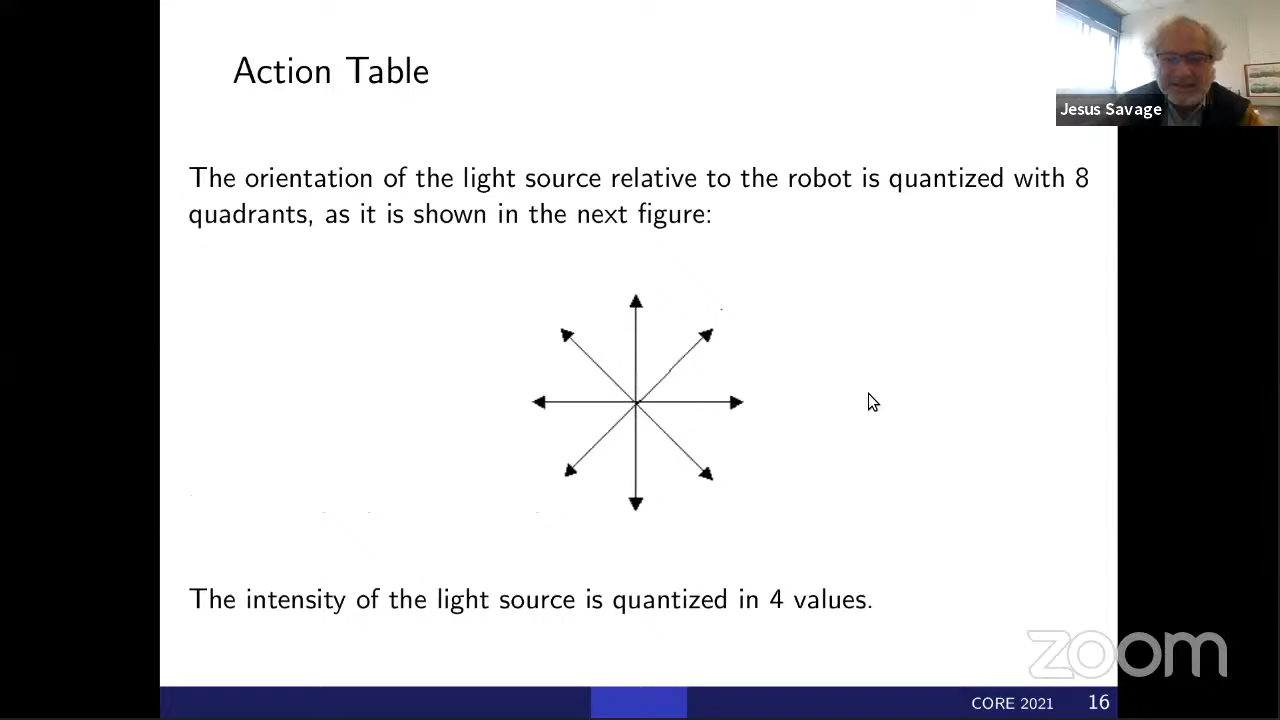 Action Table
Jesus Savage
The orientation of the light source relative to the robot is quantized with 8
quadrants, as it is shown in the next figure:
The intensity of the light source is quantized in 4 values.
zoom
CORE 2021 16